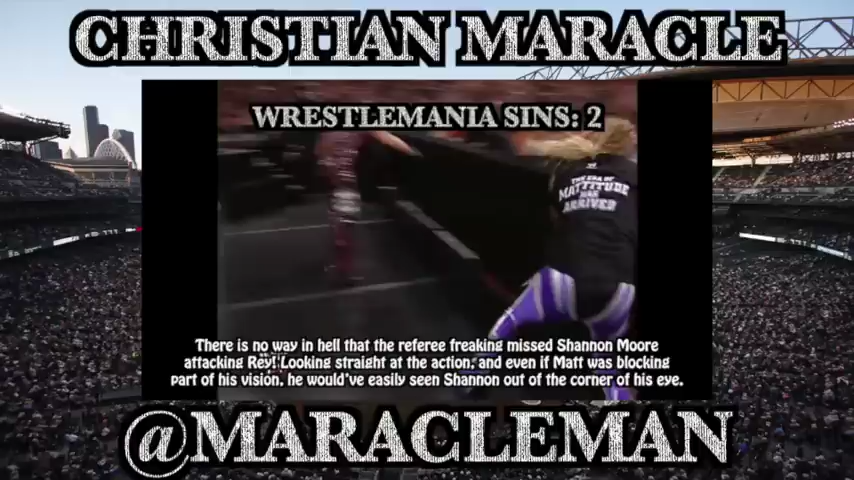 CHRISTIAN MARACLE
WRESTLEMANIA SINS: 2
THE ERA OF
MATTITUDE
HAS
ARRIVED
There is no way in hell that the referee freaking missed Shannon Moore
attacking Rey! Looking straight at the action, and even if Matt was blocking
part of his vision, he would've easily seen Shannon out of the corner of his eye.
@MARACLEMAN